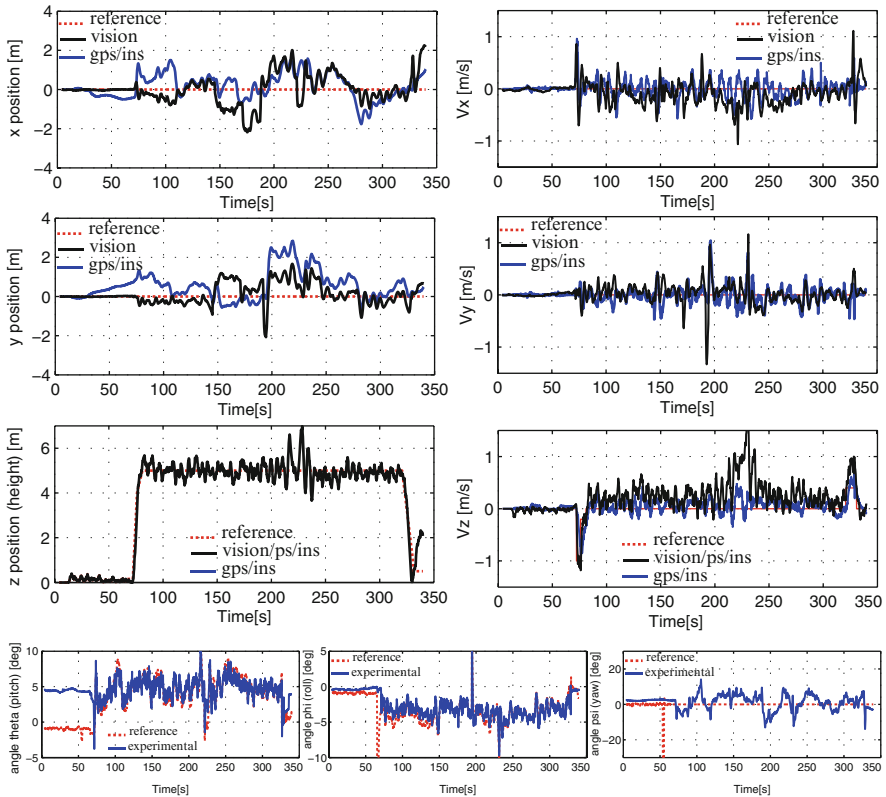 x position [m]
4
2
0
−2
−4
reference
vision
gps/ins
0 50 100 150 200 250 300 350
Time[s]
Vx [m/s]
1
0
−1
reference
vision
gps/ins
0 50 100 150 200 250 300 350
Time[s]
y position [m]
4
2
0
−2
−4
reference
vision
gps/ins
0 50 100 150 200 250 300 350
Time[s]
Vy [m/s]
1
0
−1
reference
vision
gps/ins
0 50 100 150 200 250 300 350
Time[s]
z position (height) [m]
6
4
2
0
reference
vision/ps/ins
gps/ins
0 50 100 150 200 250 300 350
Time[s]
Vz [m/s]
1
0
−1
reference
vision/ps/ins
gps/ins
0 50 100 150 200 250 300 350
Time[s]
angle theta (pitch) [deg]
10
5
0
−5
reference
experimental
0 50 100 150 200 250 300 350
Time[s]
angle phi (roll) [deg]
5
0
−5
−10
reference
experimental
0 50 100 150 200 250 300 350
Time[s]
angle psi (yaw) [deg]
20
0
−20
reference
experimental
0 50 100 150 200 250 300 350
Time[s]